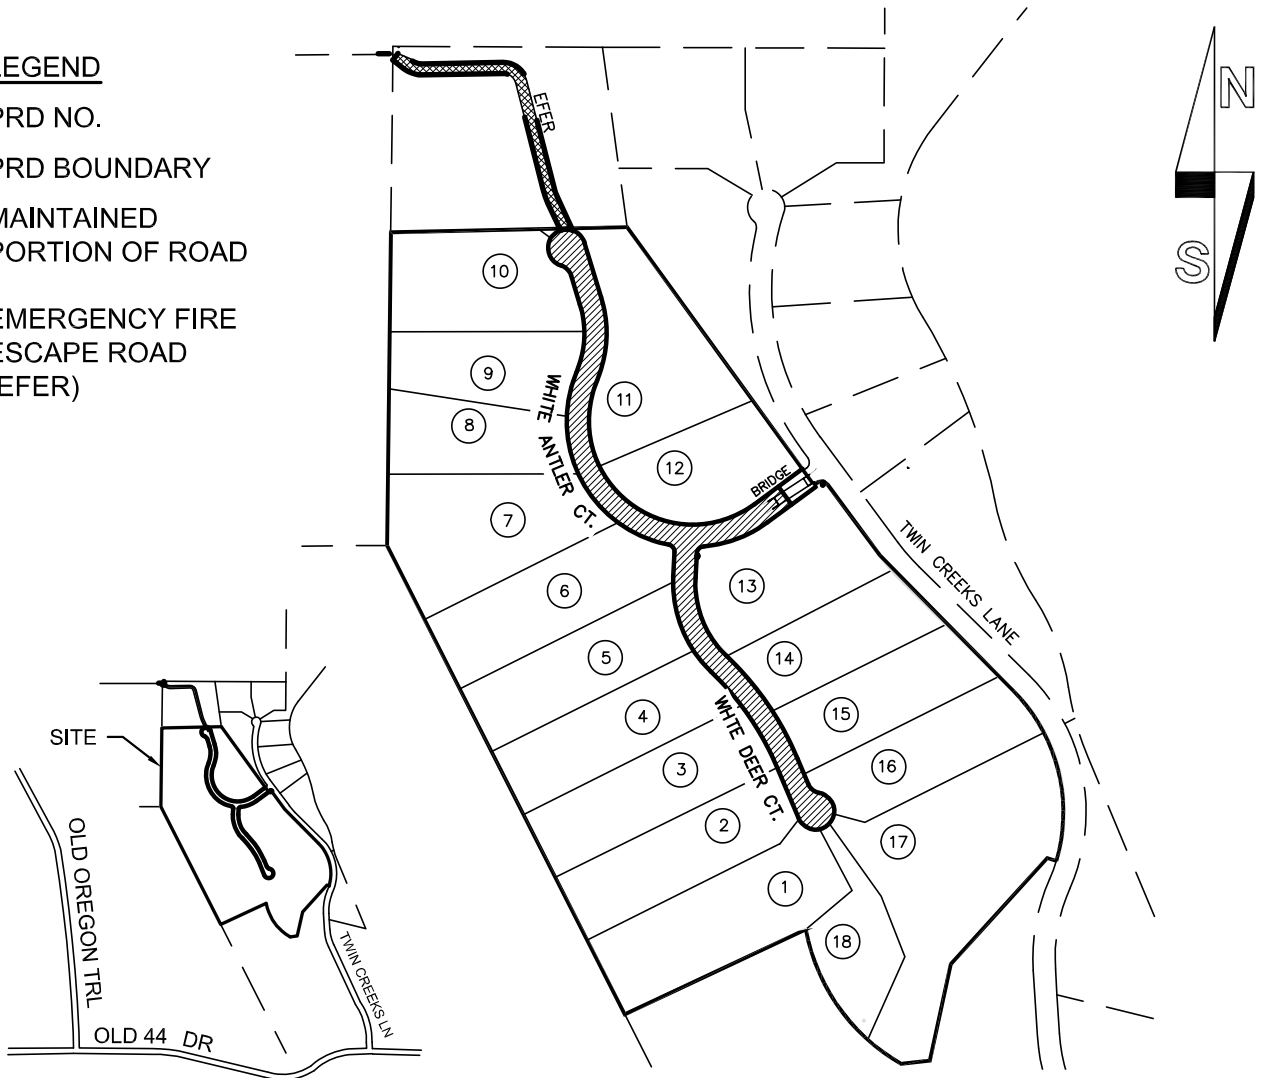 LEGEND
PRD NO.
PRD BOUNDARY
MAINTAINED
PORTION OF ROAD
EMERGENCY FIRE
ESCAPE ROAD
EFER)
EFER
N
S
10
9
8
11
12
7
6
5
4
3
2
1
13
14
15
16
17
18
WHITE ANTLER CT.
BRIDGE
TWIN CREEKS LANE
WHTE DEER CT.
SITE
OLD OREGON TRL
TWIN CREEKS LN
OLD 44 DR